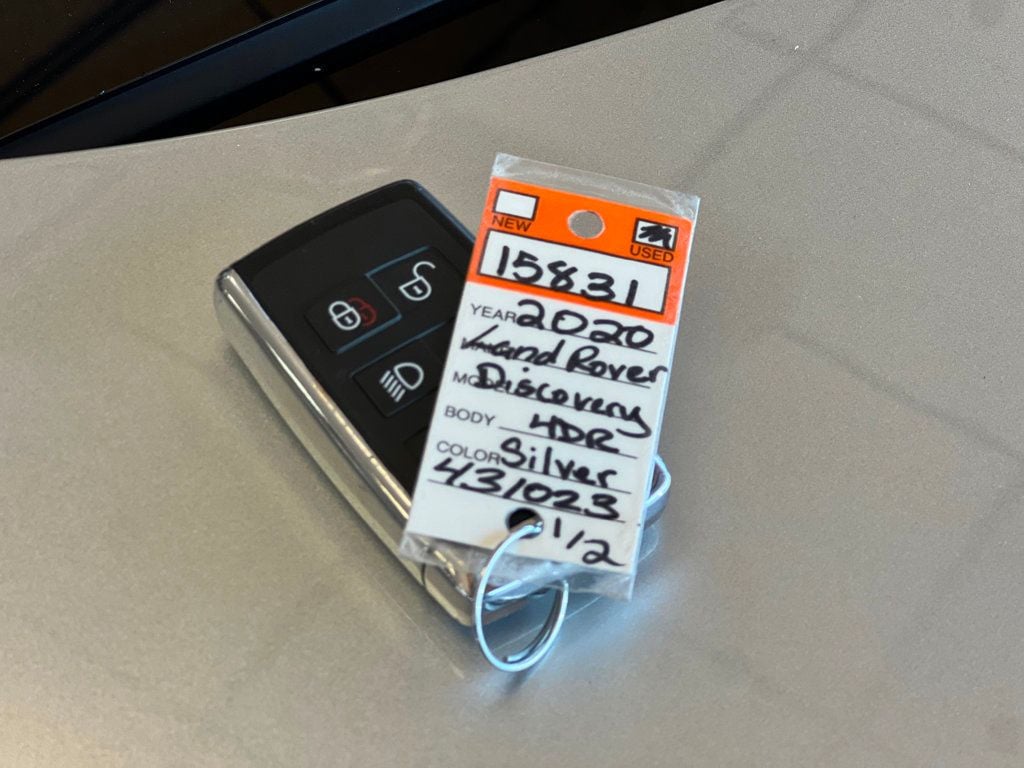 NEW USED
15831
YEAR 2020
Land Rover
MODEL Discovery
BODY 4DR
COLOR Silver
431023
1/2